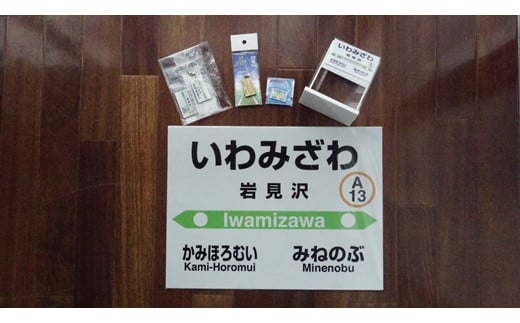 いわみざわ
いわみざわ
岩見沢
A
13
Iwamizawa
かみほろむい みねのぶ
Kami-Horomui Minenobu